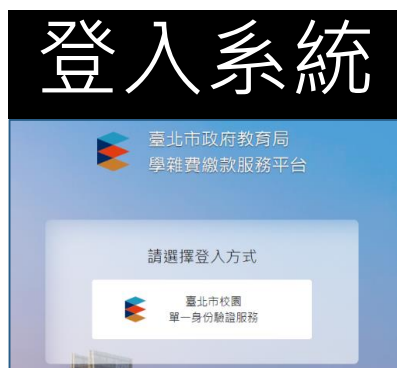 登入系統
臺北市政府教育局
學雜費繳款服務平台
請選擇登入方式
臺北市校園
單一身份驗證服務